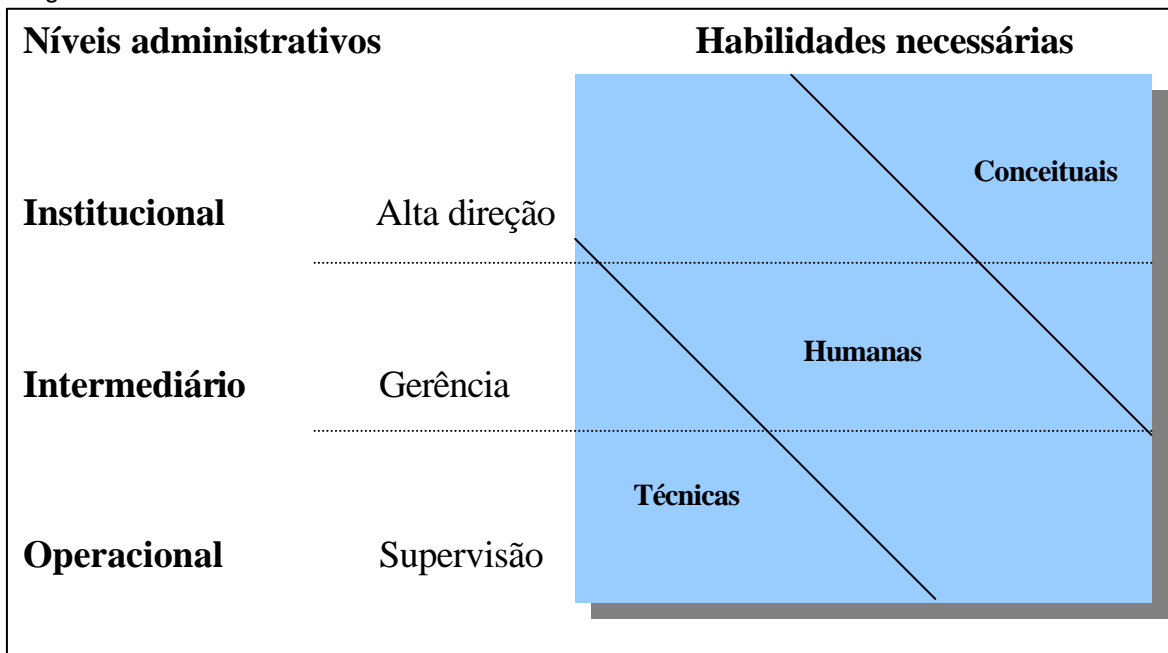 Níveis administrativos Habilidades necessárias
Conceituais
Institucional Alta direção
Humanas
Intermediário Gerência
Técnicas
Operacional Supervisão